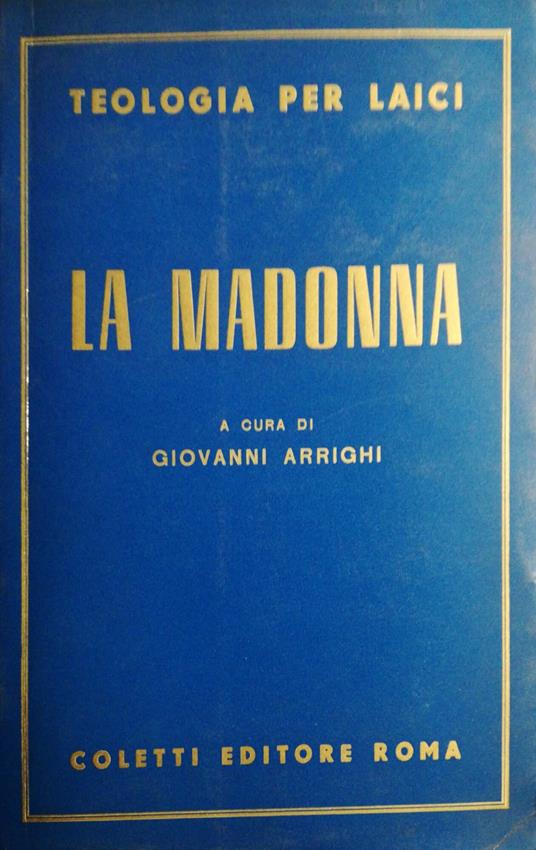 TEOLOGIA PER LAICI
LA MADONNA
A CURA DI
GIOVANNI ARRIGHI
COLETTI EDITORE ROMA